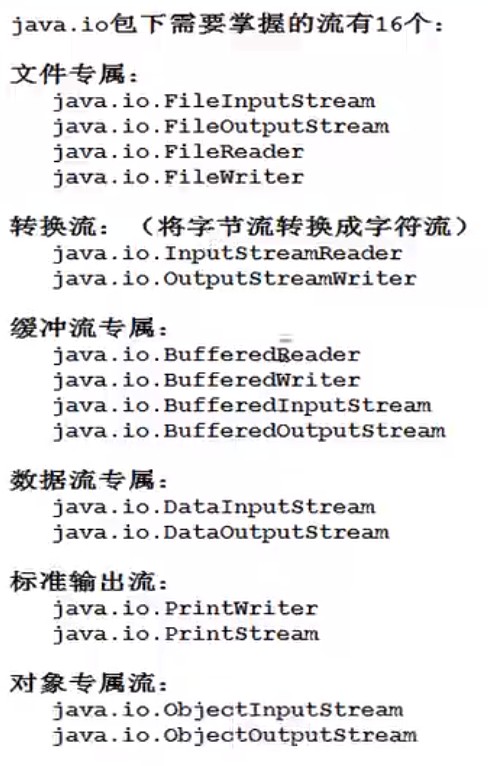 java.io包下需要掌握的流有16个：
文件专属：
java.io.FileInputStream
java.io.FileOutputStream
java.io.FileReader
java.io.FileWriter
转换流：（将字节流转换成字符流）
java.io.InputStreamReader
java.io.OutputStreamWriter
缓冲流专属：
java.io.BufferedReader
java.io.BufferedWriter
java.io.BufferedInputStream
java.io.BufferedOutputStream
数据流专属：
java.io.DataInputStream
java.io.DataOutputStream
标准输出流：
java.io.PrintWriter
java.io.PrintStream
对象专属流：
java.io.ObjectInputStream
java.io.ObjectOutputStream